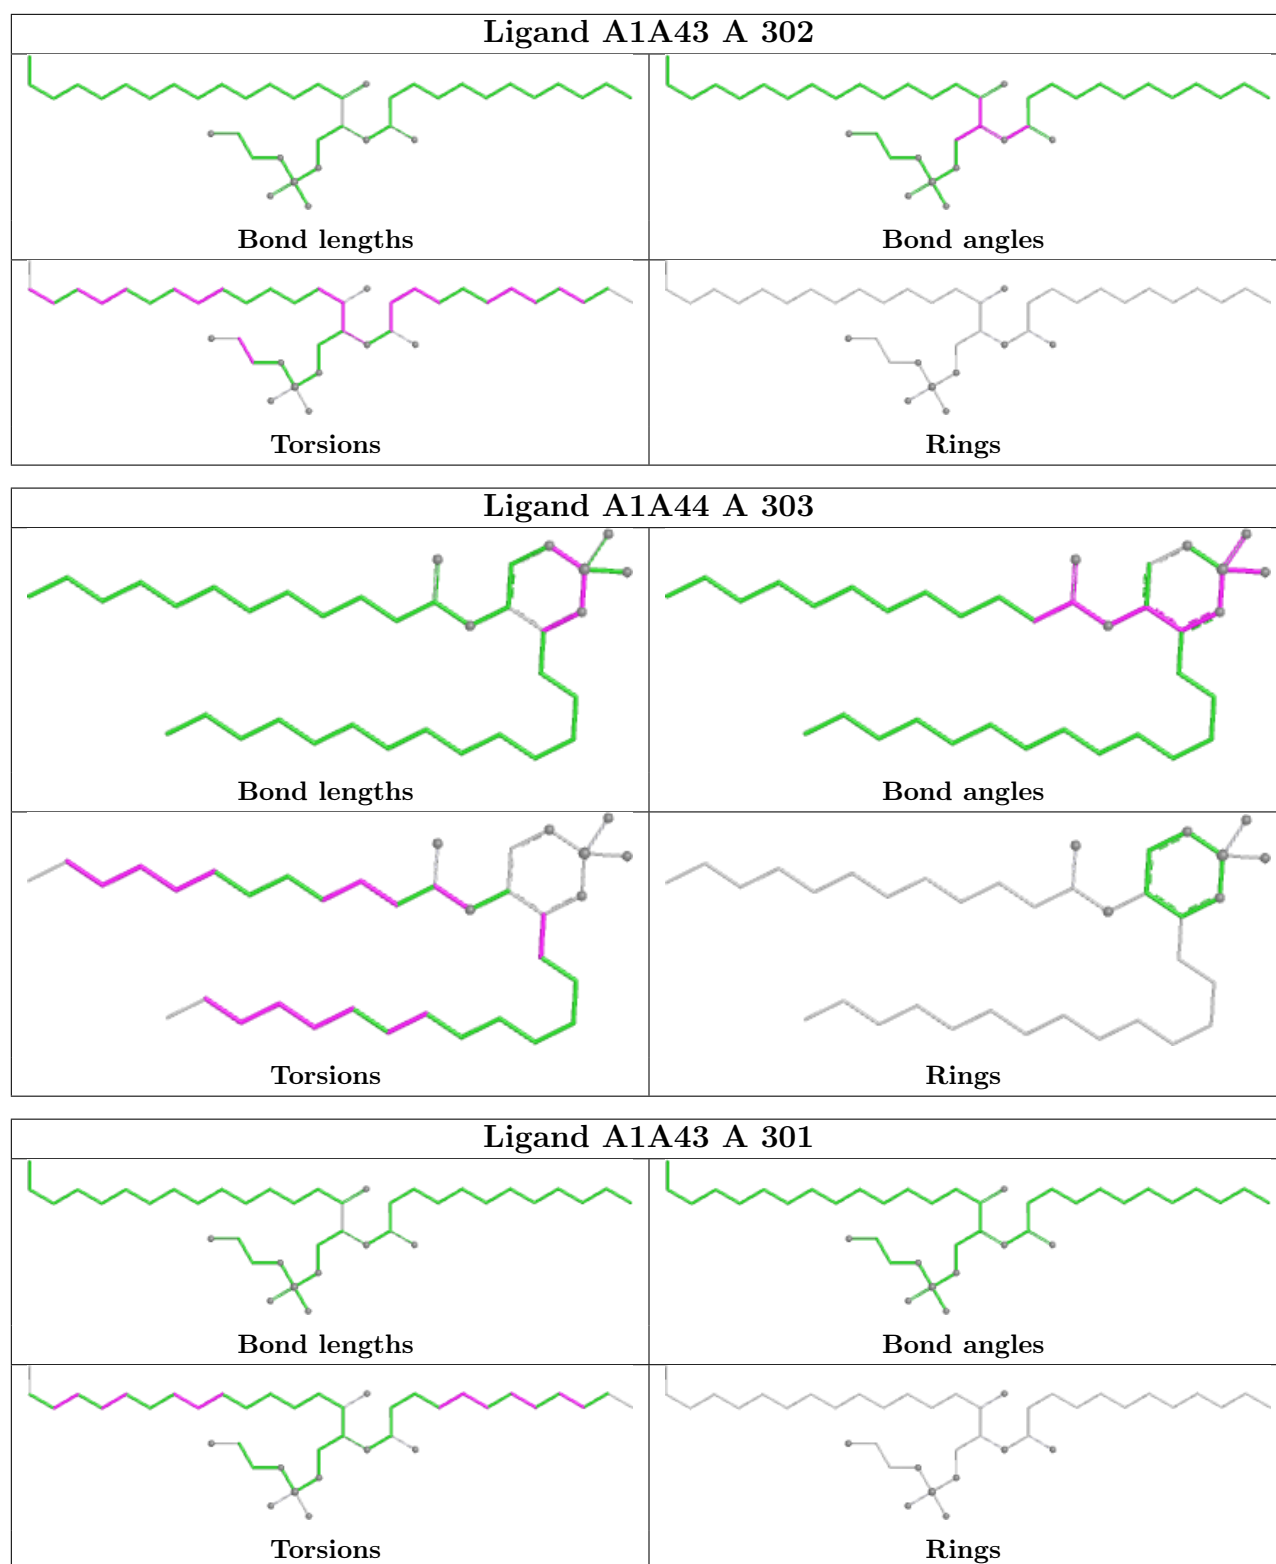 Ligand A1A43 A 302
Bond lengths
Bond angles
Torsions
Rings
Ligand A1A44 A 303
Bond lengths
Bond angles
Torsions
Rings
Ligand A1A43 A 301
Bond lengths
Bond angles
Torsions
Rings